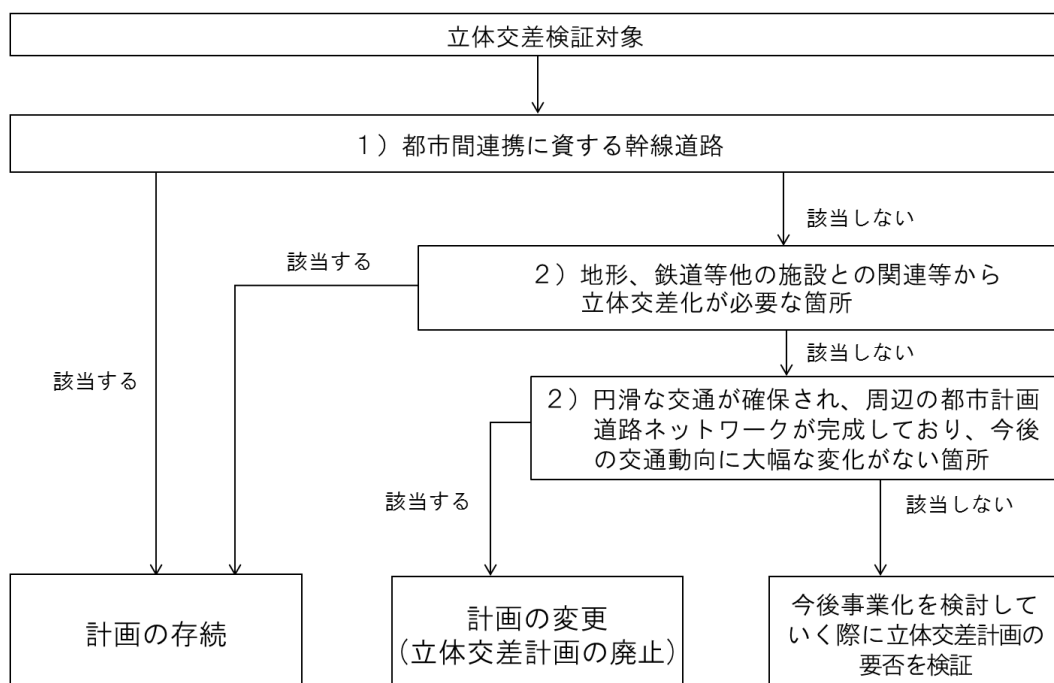 立体交差検証対象
1）都市間連携に資する幹線道路
該当しない
該当する
2）地形、鉄道等他の施設との関連等から
立体交差化が必要な箇所
該当しない
該当する
2）円滑な交通が確保され、周辺の都市計画
道路ネットワークが完成しており、今後
の交通動向に大幅な変化がない箇所
該当する
該当しない
計画の存続
計画の変更
（立体交差計画の廃止）
今後事業化を検討して
いく際に立体交差計画の
要否を検証